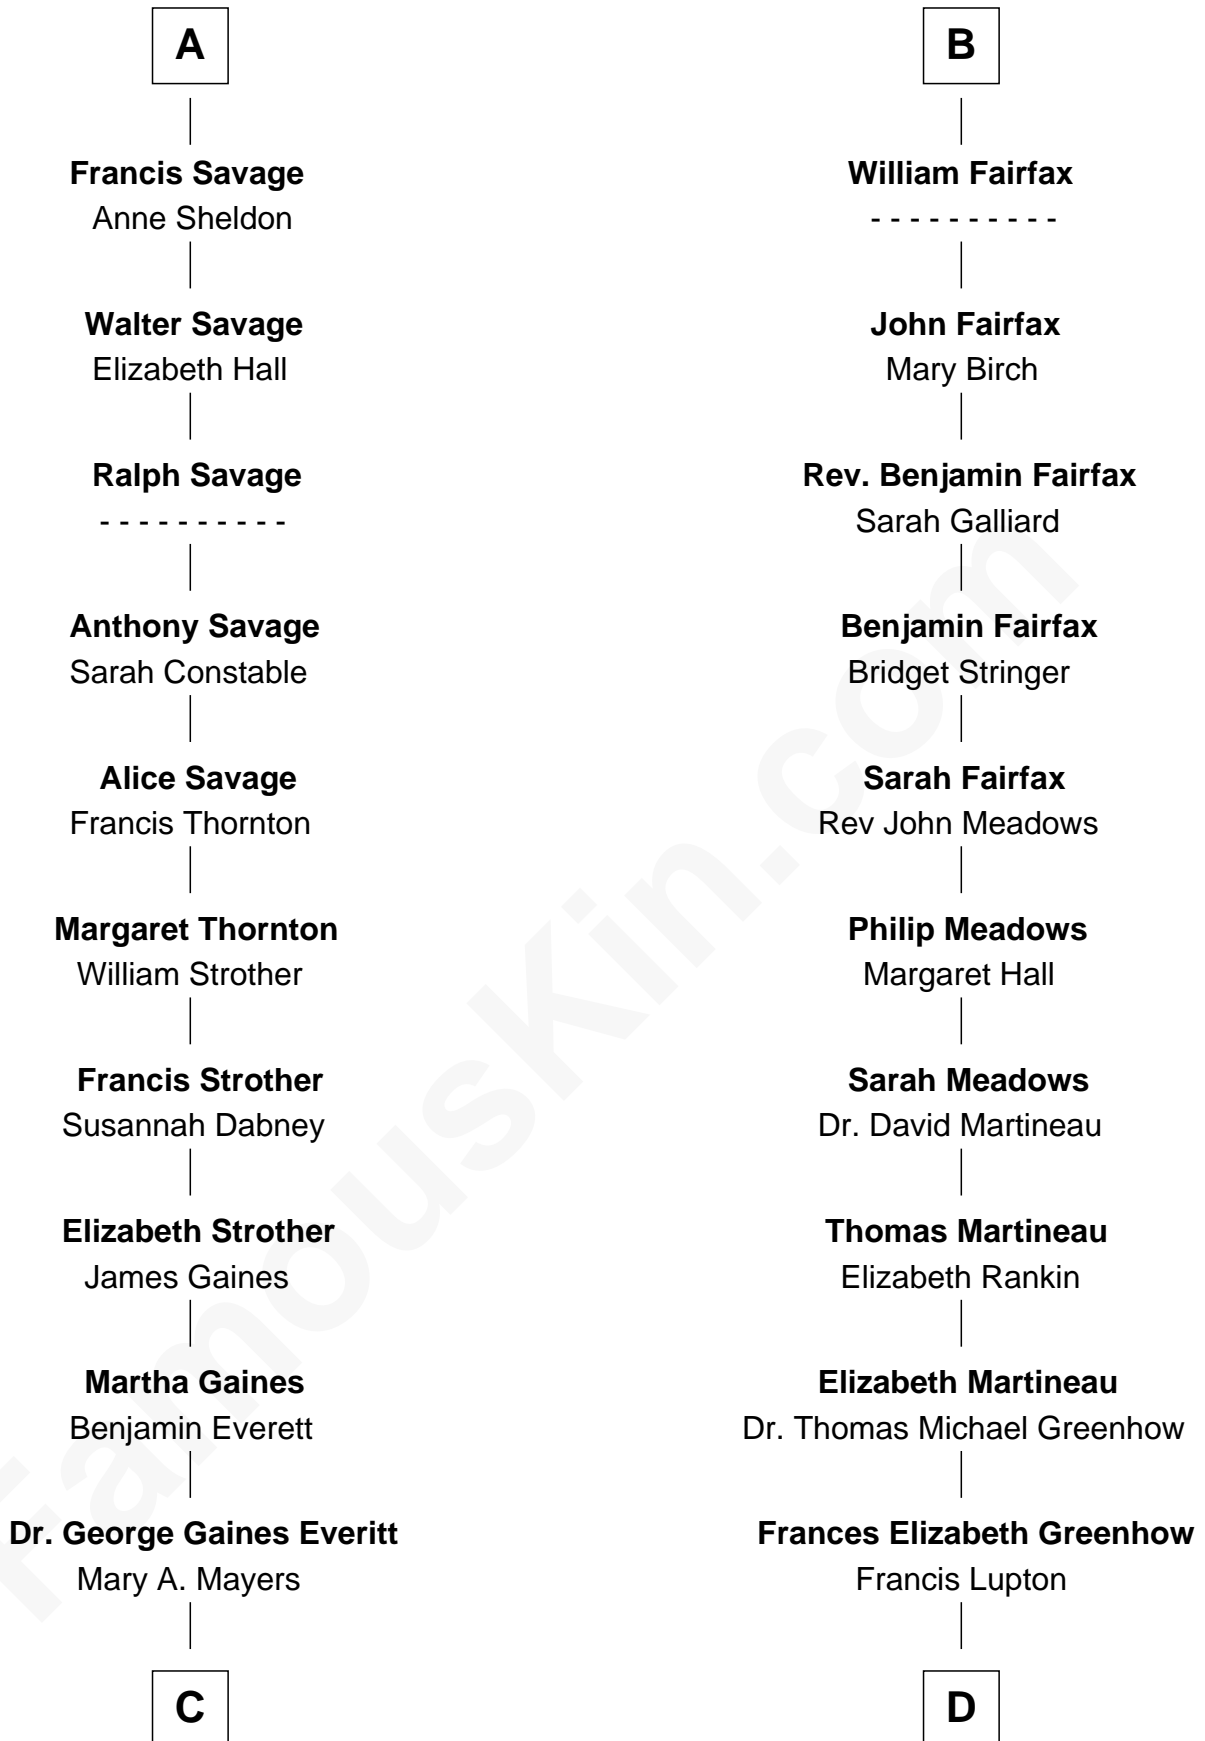 A
Francis Savage
Anne Sheldon
Walter Savage
Elizabeth Hall
Ralph Savage
- - - - - - - - - -
Anthony Savage
Sarah Constable
Alice Savage
Francis Thornton
Margaret Thornton
William Strother
Francis Strother
Susannah Dabney
Elizabeth Strother
James Gaines
Martha Gaines
Benjamin Everett
Dr. George Gaines Everitt
Mary A. Mayers
C
B
William Fairfax
- - - - - - - - - -
John Fairfax
Mary Birch
Rev. Benjamin Fairfax
Sarah Galliard
Benjamin Fairfax
Bridget Stringer
Sarah Fairfax
Rev John Meadows
Philip Meadows
Margaret Hall
Sarah Meadows
Dr. David Martineau
Thomas Martineau
Elizabeth Rankin
Elizabeth Martineau
Dr. Thomas Michael Greenhow
Frances Elizabeth Greenhow
Francis Lupton
D
FamousKin.com